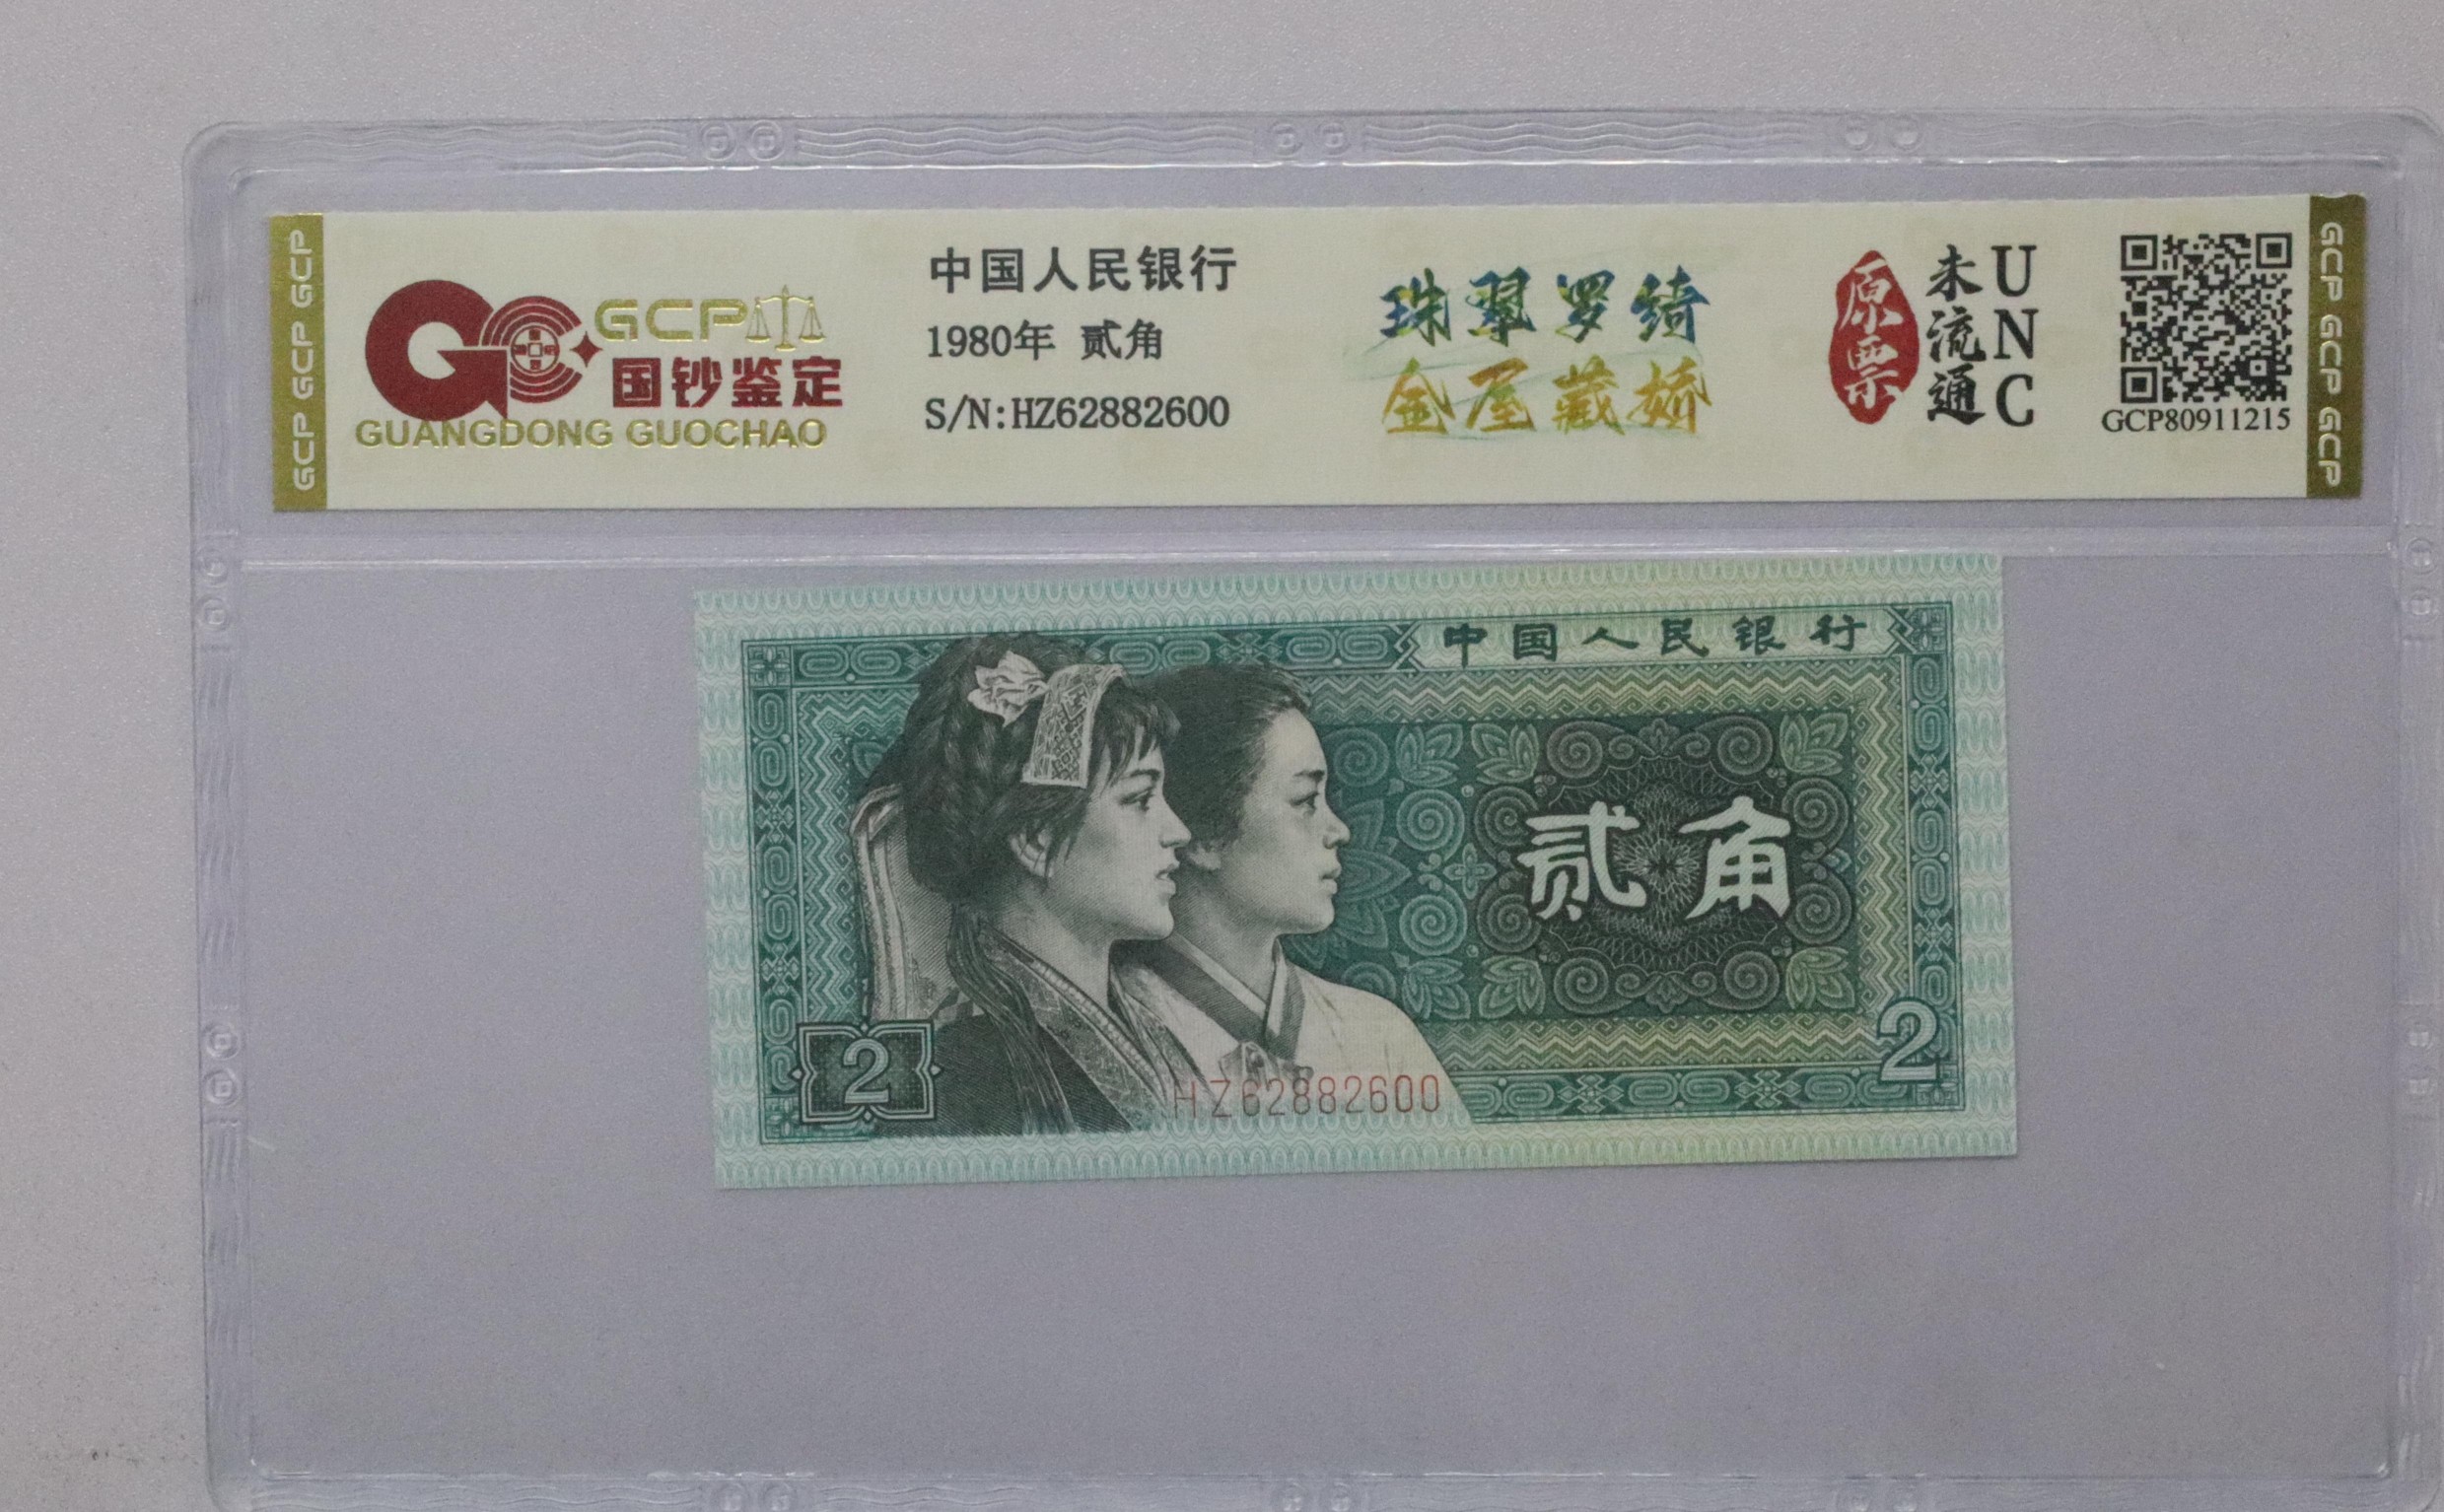 GCP GCP GCP
GCP
国钞鉴定
GUANGDONG GUOCHAO
中国人民银行
1980年 贰角
S/N:HZ62882600
珠翠罗绮
金屋藏娇
原票
未流通
UNC
GCP80911215
GCP GCP GCP
中国人民银行
贰角
2
2
HZ62882600